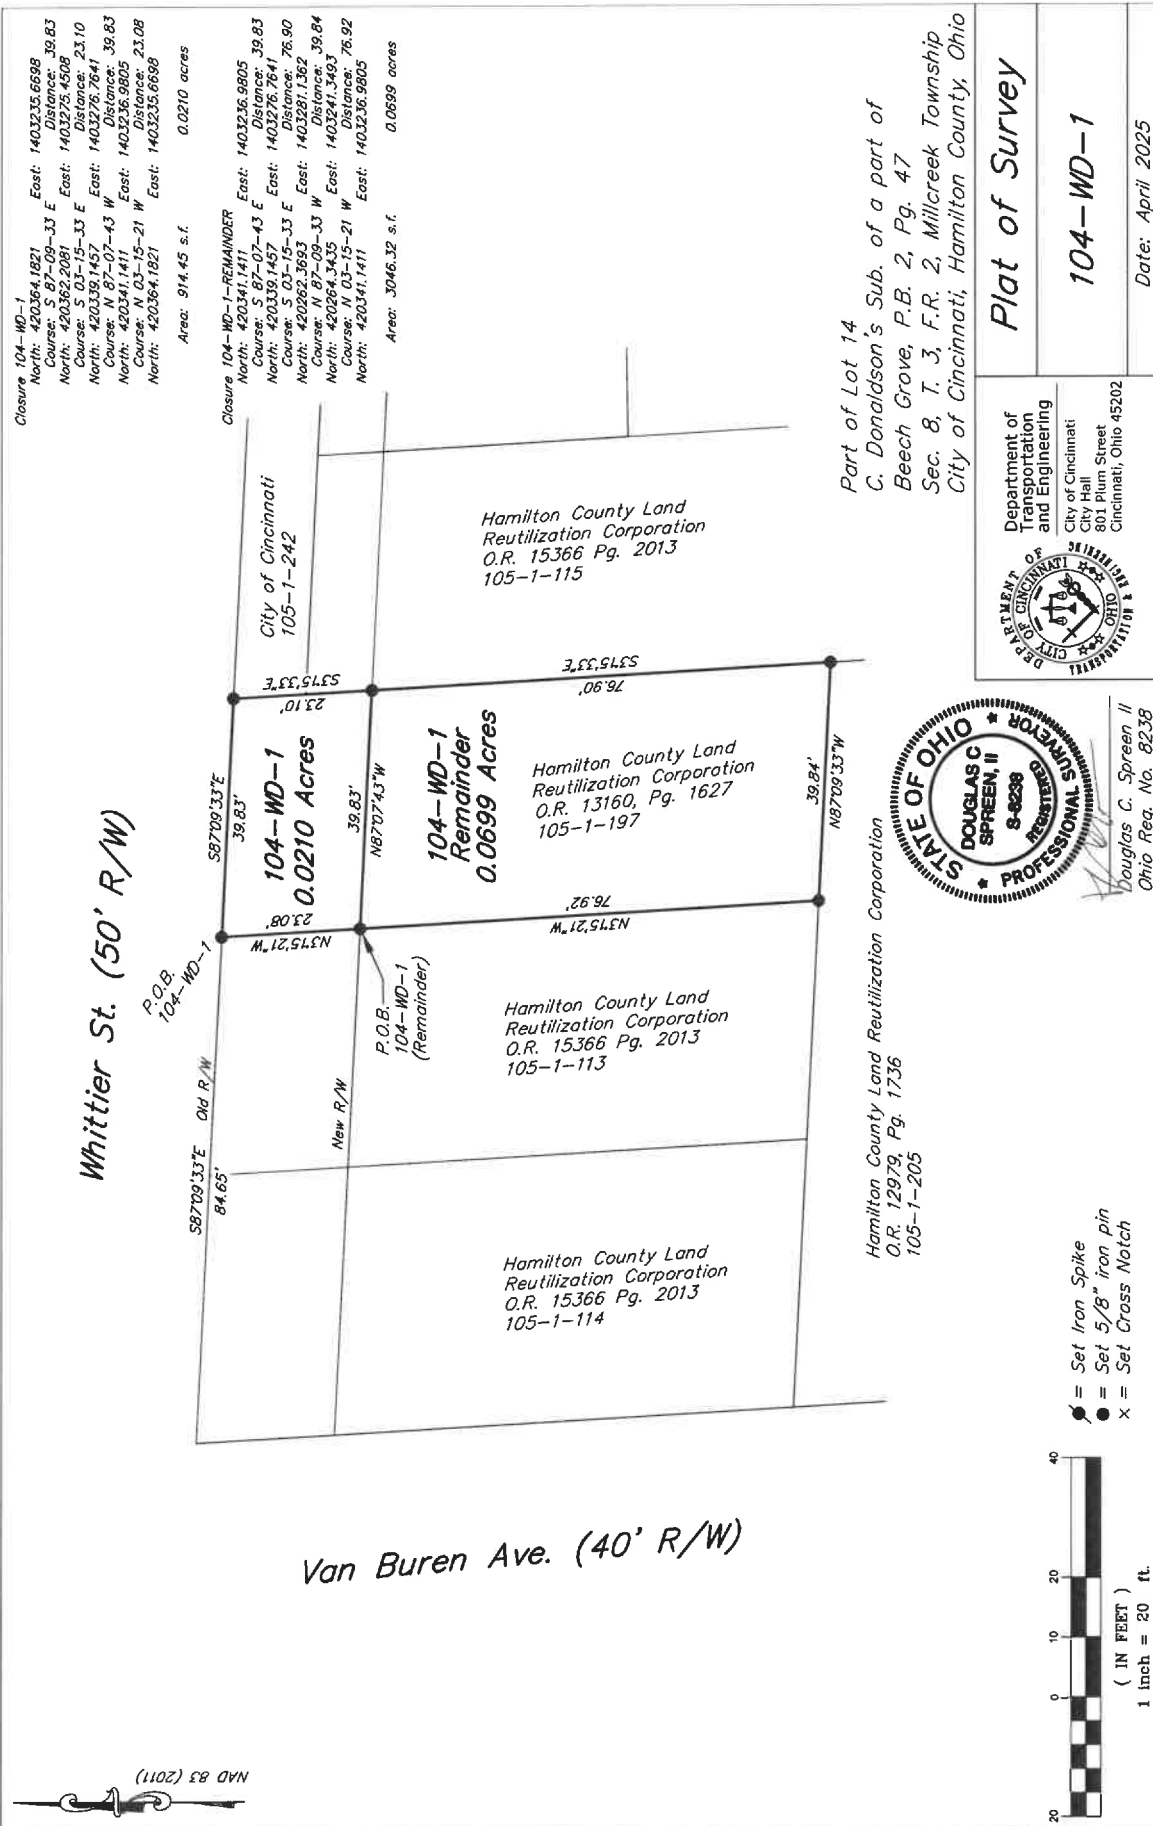 Closure 104-WD-1
North: 420364.1821 East: 1403235.6698
Course: S 87-09-33 E Distance: 39.83
North: 420362.2081 East: 1403275.4508
Course: S 03-15-33 E Distance: 23.10
North: 420339.1457 East: 1403276.7641
Course: N 87-07-43 W Distance: 39.83
North: 420341.1411 East: 1403236.9805
Course: N 03-15-21 W Distance: 23.08
North: 420364.1821 East: 1403235.6698
Area: 914.45 s.f. 0.0210 acres
Closure 104-WD-1-REMAINDER
North: 420341.1411 East: 1403236.9805
Course: S 87-07-43 E Distance: 39.83
North: 420339.1457 East: 1403276.7641
Course: S 03-15-33 E Distance: 76.90
North: 420262.3693 East: 1403281.1362
Course: N 87-09-33 W Distance: 39.84
North: 420264.3435 East: 1403241.3493
Course: N 03-15-21 W Distance: 76.92
North: 420341.1411 East: 1403236.9805
Area: 3046.32 s.f. 0.0699 acres
Whittier St. (50' R/W)
P.O.B.
104-WD-1
S87°09'33"E Old R/W
84.65'
S87°09'33"E
39.83'
City of Cincinnati
105-1-242
104-WD-1
0.0210 Acres
N3°15'21"W
23.08'
S3°15'33"E
23.10'
New R/W
39.83'
N87°07'43"W
P.O.B.
104-WD-1
(Remainder)
104-WD-1
Remainder
0.0699 Acres
N3°15'21"W
76.92'
S3°15'33"E
76.90'
Hamilton County Land
Reutilization Corporation
O.R. 15366 Pg. 2013
105-1-114
Hamilton County Land
Reutilization Corporation
O.R. 15366 Pg. 2013
105-1-113
Hamilton County Land
Reutilization Corporation
O.R. 13160, Pg. 1627
105-1-197
Hamilton County Land
Reutilization Corporation
O.R. 15366 Pg. 2013
105-1-115
39.84'
N87°09'33"W
Hamilton County Land Reutilization Corporation
O.R. 12979, Pg. 1736
105-1-205
Van Buren Ave. (40' R/W)
NAD 83 (2011)
Part of Lot 14
C. Donaldson's Sub. of a part of
Beech Grove, P.B. 2, Pg. 47
Sec. 8, T. 3, F.R. 2, Millcreek Township
City of Cincinnati, Hamilton County, Ohio
20 0 10 20 40
( IN FEET )
1 inch = 20 ft.
= Set Iron Spike
= Set 5/8" iron pin
× = Set Cross Notch
STATE OF OHIO
DOUGLAS C
SPREEN, II
S-8238
REGISTERED
PROFESSIONAL SURVEYOR
Douglas C. Spreen II
Ohio Reg. No. 8238
DEPARTMENT OF
TRANSPORTATION & ENGINEERING
CITY OF CINCINNATI
OHIO
Department of
Transportation
and Engineering
City of Cincinnati
City Hall
801 Plum Street
Cincinnati, Ohio 45202
Plat of Survey
104-WD-1
Date: April 2025